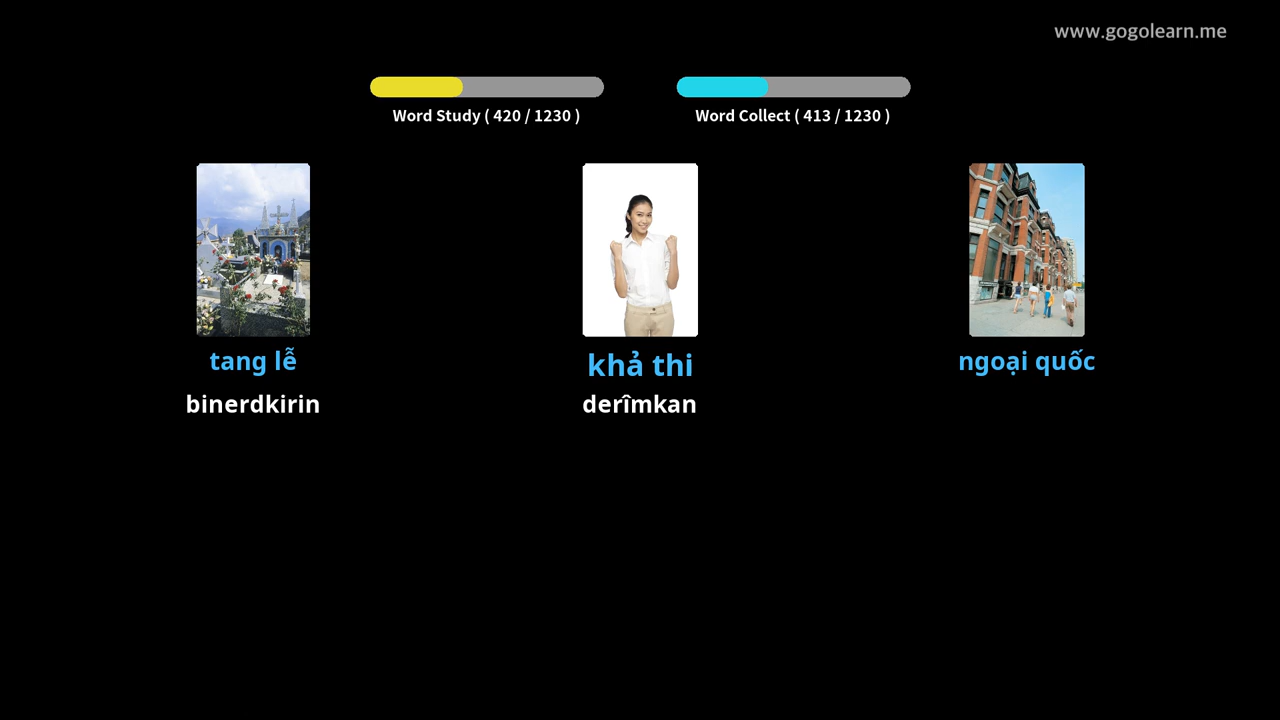 www.gogolearn.me
Word Study ( 420 / 1230 )
Word Collect ( 413 / 1230 )
tang lễ
khả thi
ngoại quốc
binerdkirin
derîmkan